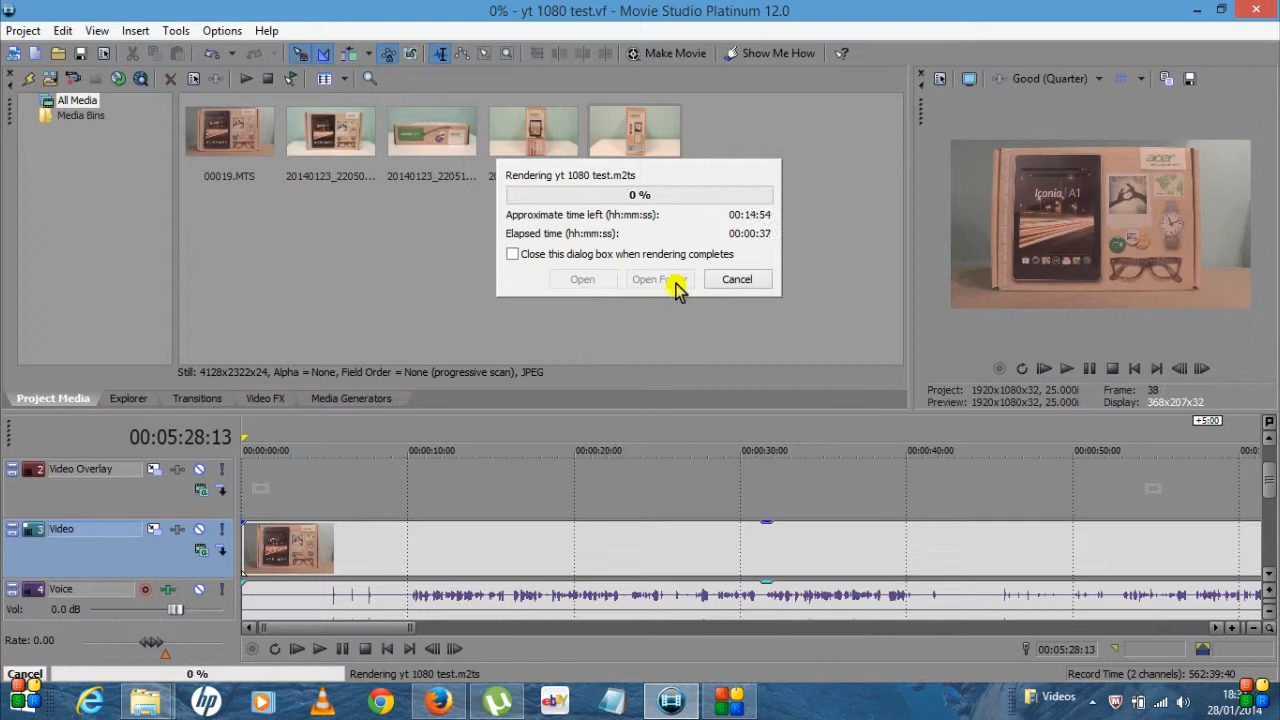 0% - yt 1080 test.vf - Movie Studio Platinum 12.0
Project Edit View Insert Tools Options Help
Make Movie Show Me How
All Media
Media Bins
Good (Quarter)
00019.MTS 20140123_22050... 20140123_22051...
Rendering yt 1080 test.m2ts
0 %
Approximate time left (hh:mm:ss): 00:14:54
Elapsed time (hh:mm:ss): 00:00:37
Close this dialog box when rendering completes
Open Cancel
acer
Iconia A1
Still: 4128x2322x24, Alpha = None, Field Order = None (progressive scan), JPEG
Project Media Explorer Transitions Video FX Media Generators
Project: 1920x1080x32, 25.000i Frame: 38
Preview: 1920x1080x32, 25.000i Display: 368x207x32
+5:00
00:05:28:13
00:00:00:00 00:00:10:00 00:00:20:00 00:00:30:00 00:00:40:00 00:00:50:00
2 Video Overlay
3 Video
4 Voice
Vol: 0.0 dB
Rate: 0.00
00:05:28:13
Cancel 0 % Rendering yt 1080 test.m2ts Record Time (2 channels): 562:39:40
hp ebY Videos
28/01/2014